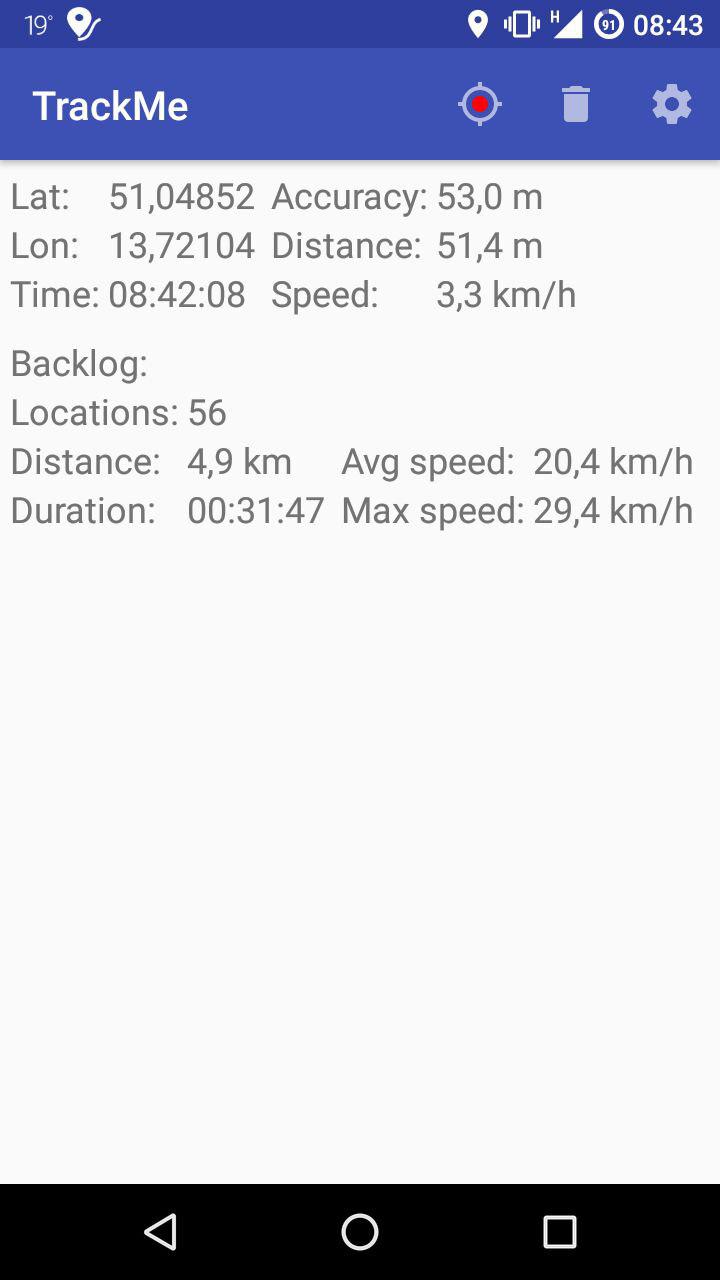 19° H 91 08:43
TrackMe
Lat: 51,04852 Accuracy: 53,0 m
Lon: 13,72104 Distance: 51,4 m
Time: 08:42:08 Speed: 3,3 km/h
Backlog:
Locations: 56
Distance: 4,9 km Avg speed: 20,4 km/h
Duration: 00:31:47 Max speed: 29,4 km/h